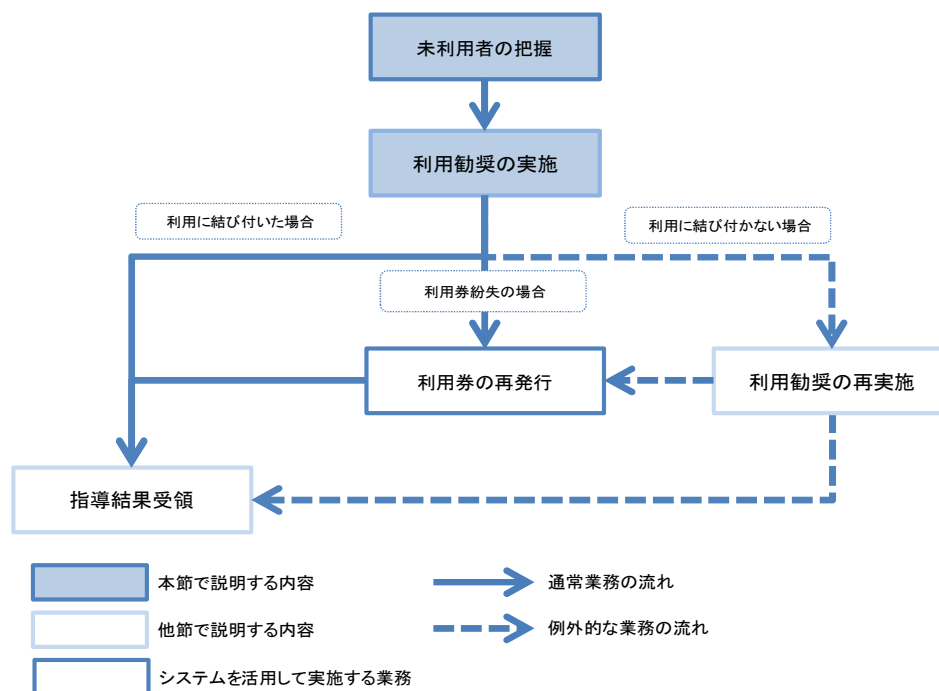 未利用者の把握
利用勧奨の実施
利用に結び付いた場合
利用に結び付かない場合
利用券紛失の場合
利用券の再発行
利用勧奨の再実施
指導結果受領
本節で説明する内容
通常業務の流れ
他節で説明する内容
例外的な業務の流れ
システムを活用して実施する業務